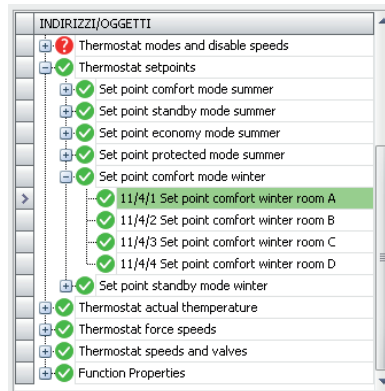 INDIRIZZI/OGGETTI
Thermostat modes and disable speeds
Thermostat setpoints
Set point comfort mode summer
Set point standby mode summer
Set point economy mode summer
Set point protected mode summer
Set point comfort mode winter
11/4/1 Set point comfort winter room A
11/4/2 Set point comfort winter room B
11/4/3 Set point comfort winter room C
11/4/4 Set point comfort winter room D
Set point standby mode winter
Thermostat actual themperature
Thermostat force speeds
Thermostat speeds and valves
Function Properties